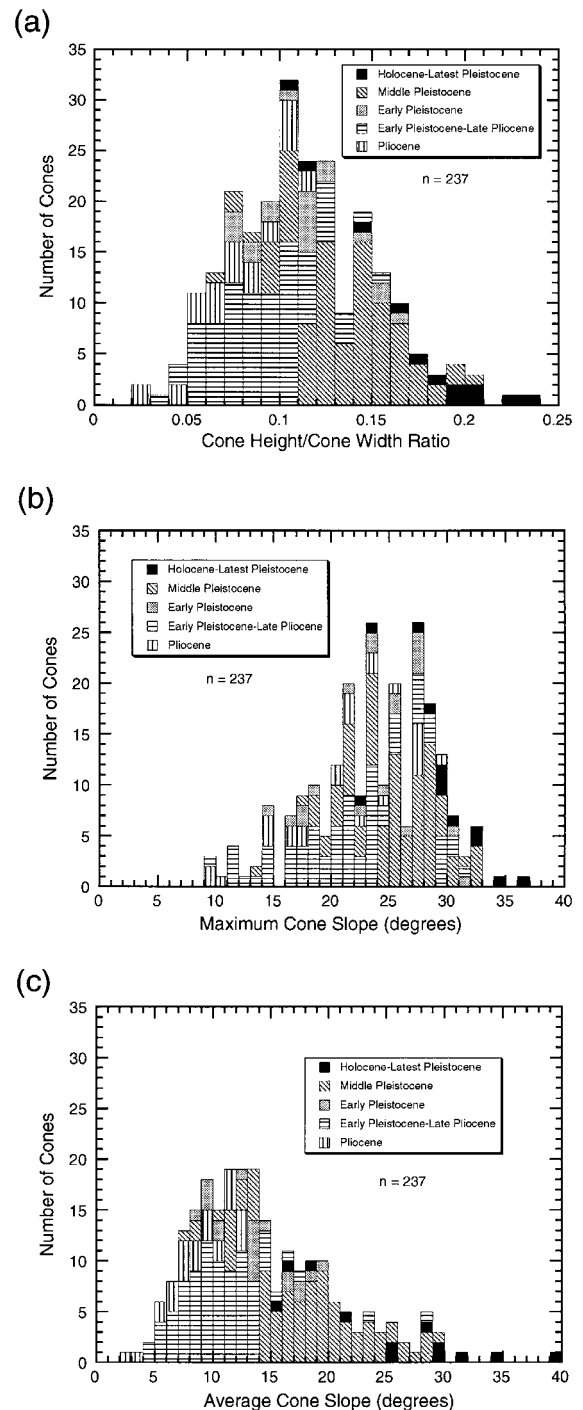 (a)
35
30
25
20
15
10
5
0
Number of Cones
Holocene-Latest Pleistocene
Middle Pleistocene
Early Pleistocene
Early Pleistocene-Late Pliocene
Pliocene
n = 237
0 0.05 0.1 0.15 0.2 0.25
Cone Height/Cone Width Ratio
(b)
35
30
25
20
15
10
5
0
Number of Cones
Holocene-Latest Pleistocene
Middle Pleistocene
Early Pleistocene
Early Pleistocene-Late Pliocene
Pliocene
n = 237
0 5 10 15 20 25 30 35 40
Maximum Cone Slope (degrees)
(c)
35
30
25
20
15
10
5
0
Number of Cones
Holocene-Latest Pleistocene
Middle Pleistocene
Early Pleistocene
Early Pleistocene-Late Pliocene
Pliocene
n = 237
0 5 10 15 20 25 30 35 40
Average Cone Slope (degrees)